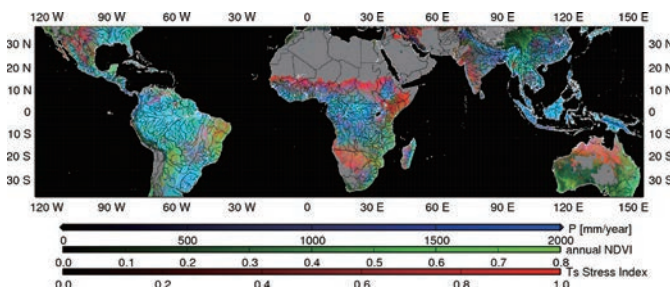 120 W 90 W 60 W 30 W 0 30 E 60 E 90 E 120 E 150 E
30 N 30 N
20 N 20 N
10 N 10 N
0 0
10 S 10 S
20 S 20 S
30 S 30 S
120 W 90 W 60 W 30 W 0 30 E 60 E 90 E 120 E 150 E
P [mm/year]
0 500 1000 1500 2000
annual NDVI
0.0 0.1 0.2 0.3 0.4 0.5 0.6 0.7 0.8
Ts Stress Index
0.0 0.2 0.4 0.6 0.8 1.0